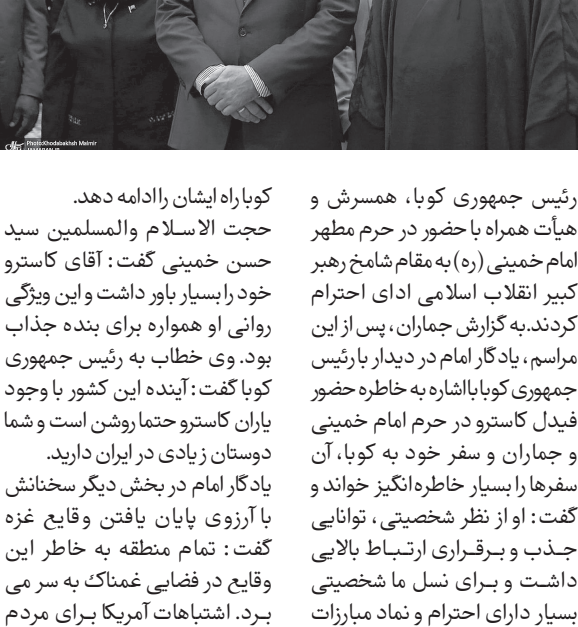 Photo:Khodabakhsh Malmir
رئیس جمهوری کوبا، همسرش و
هیأت همراه با حضور در حرم مطهر
امام خمینی (ره) به مقام شامخ رهبر
کبیر انقلاب اسلامی ادای احترام
کردند.به گزارش جماران، پس از این
مراسم، یادگار امام در دیدار با رئیس
جمهوری کوبا با اشاره به خاطره حضور
فیدل کاسترو در حرم امام خمینی
و جماران و سفر خود به کوبا، آن
سفرها را بسیار خاطره انگیز خواند و
گفت: او از نظر شخصیتی، توانایی
جذب و برقراری ارتباط بالایی
داشت و برای نسل ما شخصیتی
بسیار دارای احترام و نماد مبارزات
کوبا راه ایشان را ادامه دهد.
حجت الاسلام والمسلمین سید
حسن خمینی گفت: آقای کاسترو
خود را بسیار باور داشت و این ویژگی
روانی او همواره برای بنده جذاب
بود. وی خطاب به رئیس جمهوری
کوبا گفت: آینده این کشور با وجود
یاران کاسترو حتما روشن است و شما
دوستان زیادی در ایران دارید.
یادگار امام در بخش دیگر سخنانش
با آرزوی پایان یافتن وقایع غزه
گفت: تمام منطقه به خاطر این
وقایع در فضایی غمناک به سر می
برد. اشتباهات آمریکا برای مردم